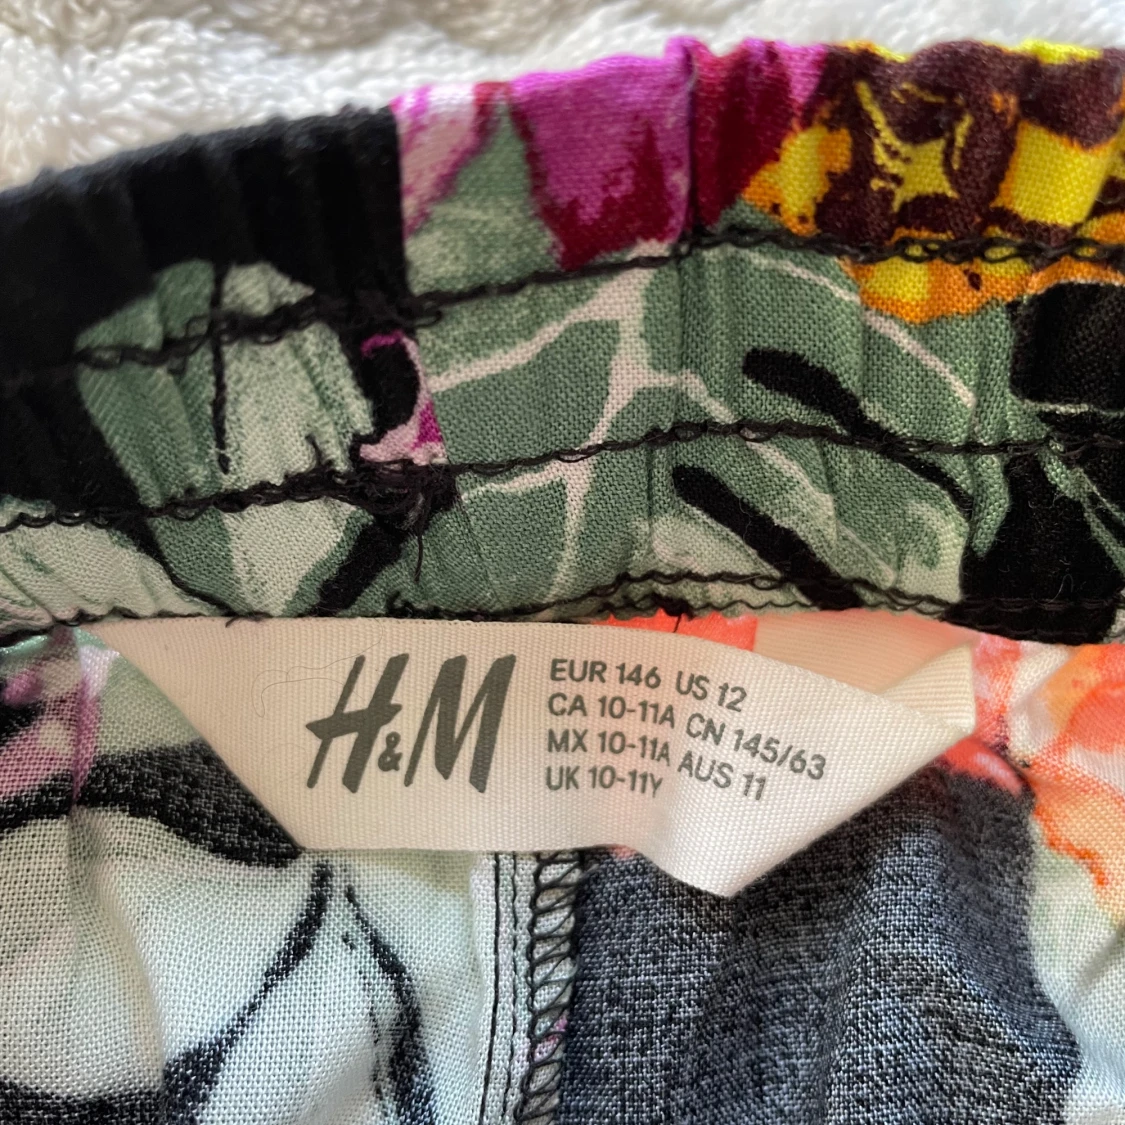 H&M
EUR 146 US 12
CA 10-11A CN 145/63
MX 10-11A AUS 11
UK 10-11Y